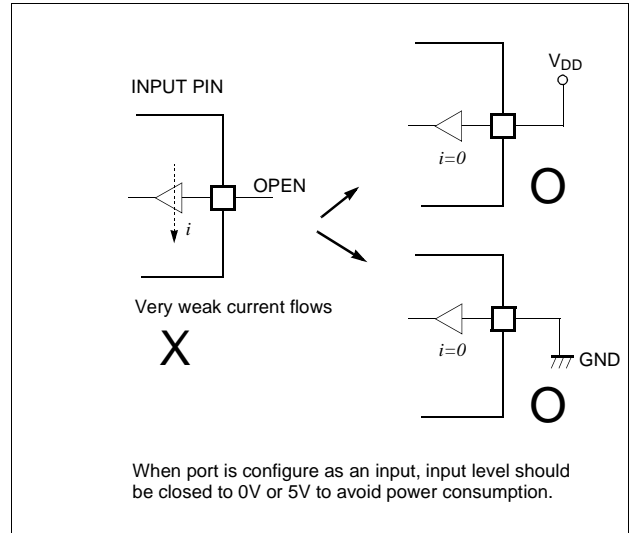 INPUT PIN
OPEN
i
Very weak current flows
X
VDD
i=0
O
i=0
GND
O
When port is configure as an input, input level should
be closed to 0V or 5V to avoid power consumption.